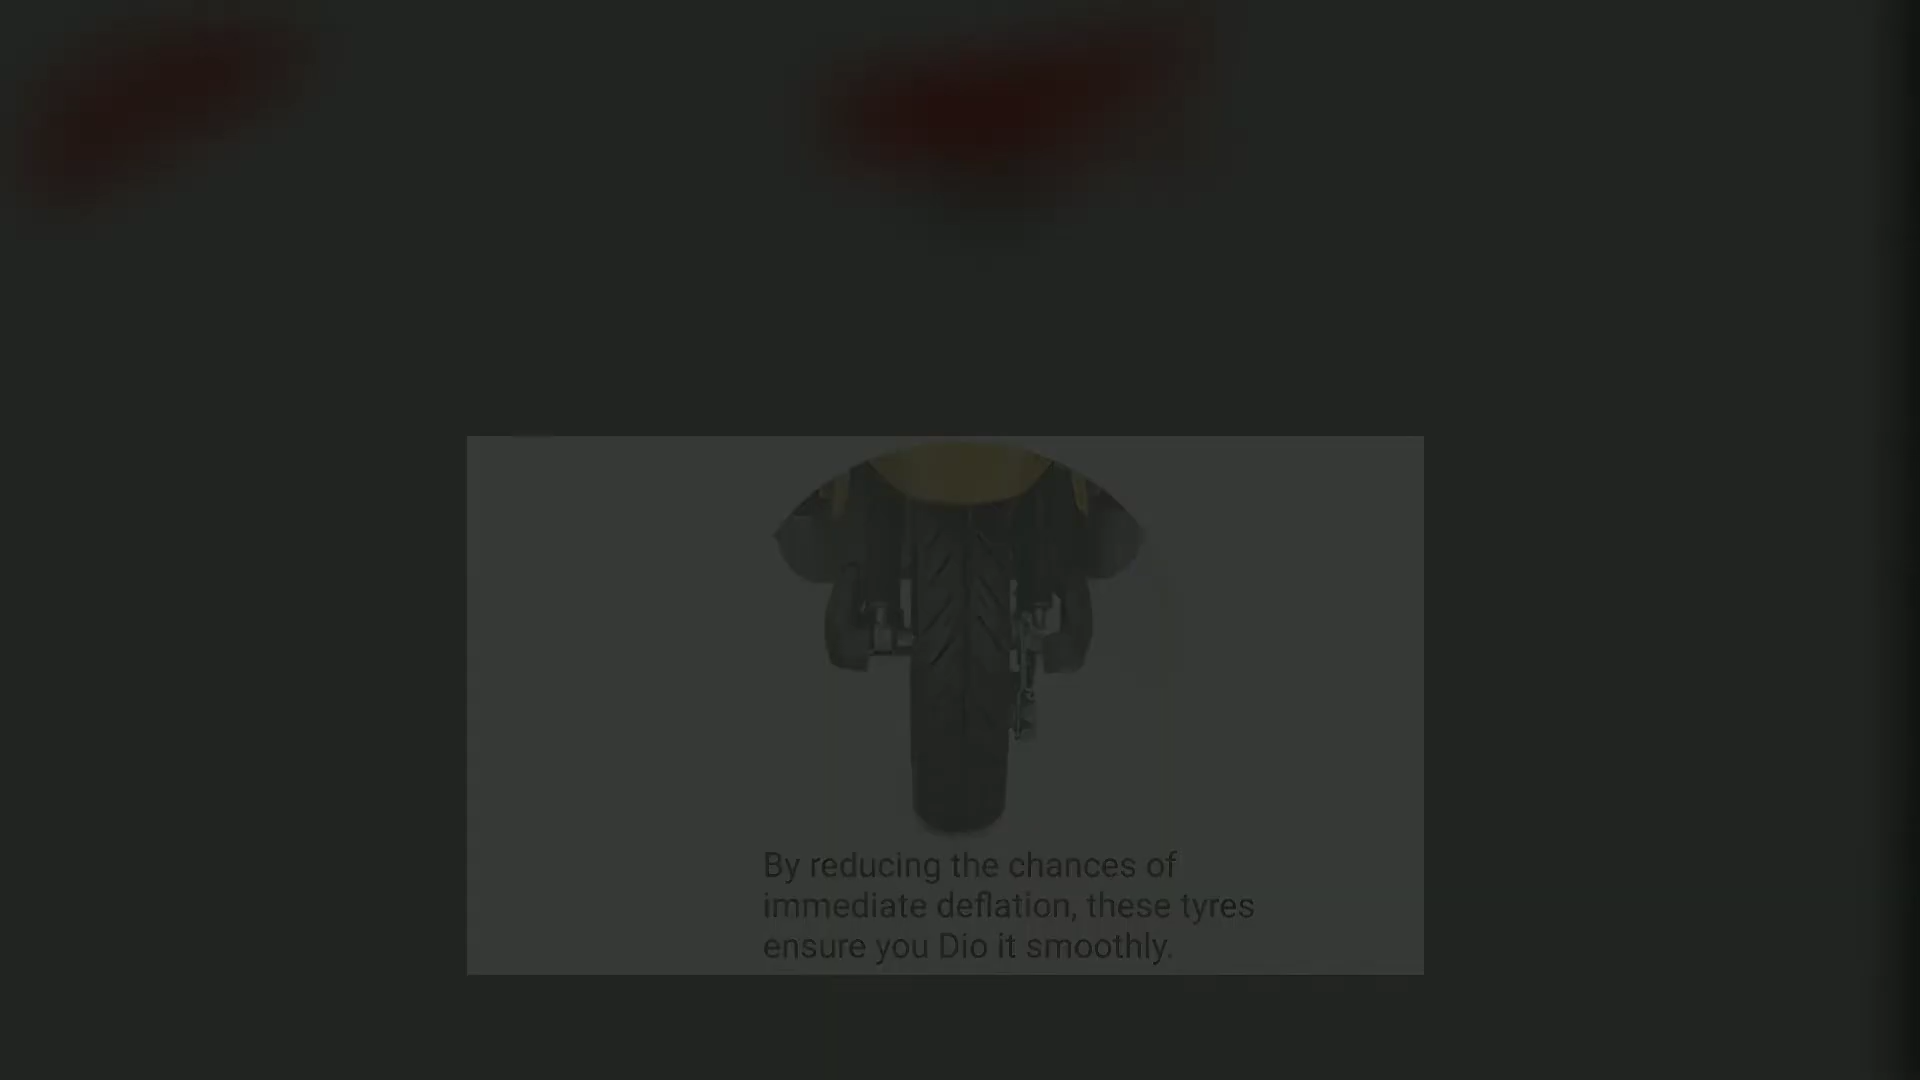 By reducing the chances of
immediate deflation, these tyres
ensure you Dio it smoothly.